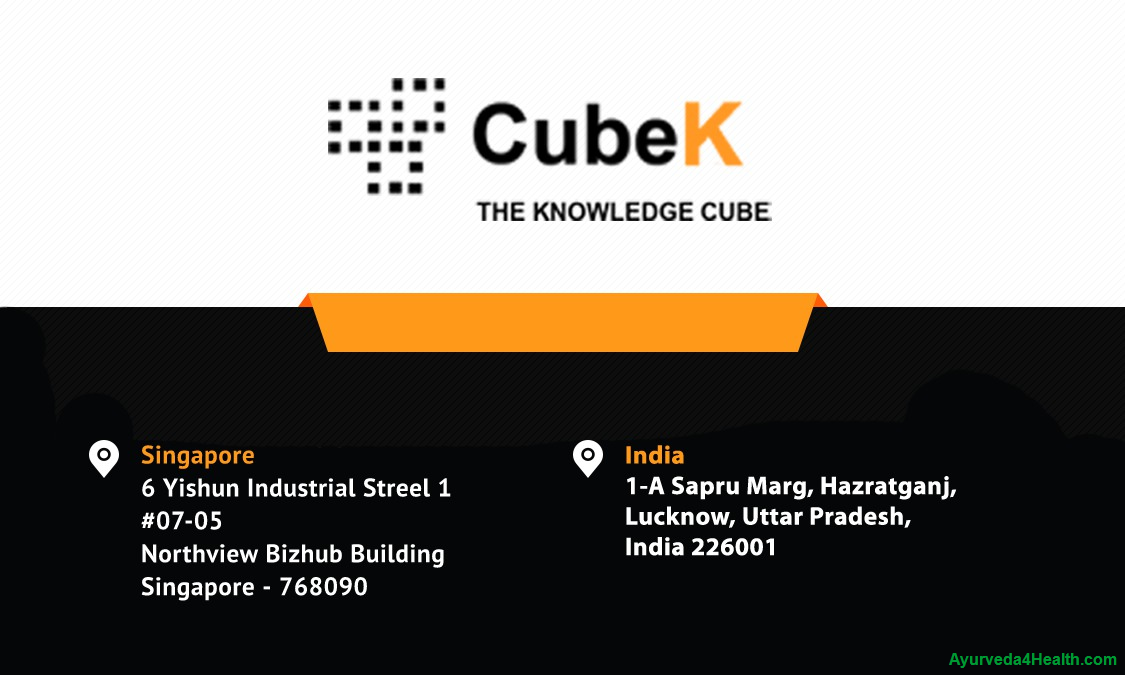 CubeK
THE KNOWLEDGE CUBE
Singapore
6 Yishun Industrial Streel 1
#07-05
Northview Bizhub Building
Singapore - 768090
India
1-A Sapru Marg, Hazratganj,
Lucknow, Uttar Pradesh,
India 226001
Ayurveda4Health.com